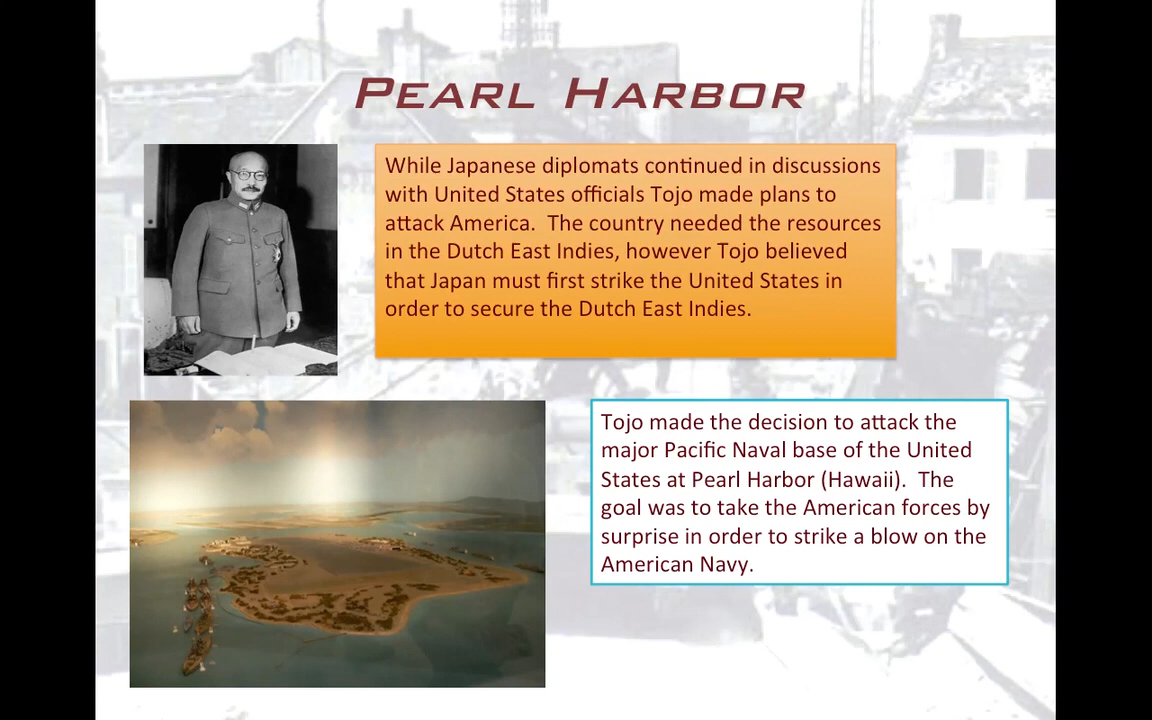 Pearl Harbor
While Japanese diplomats continued in discussions
with United States officials Tojo made plans to
attack America.  The country needed the resources
in the Dutch East Indies, however Tojo believed
that Japan must first strike the United States in
order to secure the Dutch East Indies.
Tojo made the decision to attack the
major Pacific Naval base of the United
States at Pearl Harbor (Hawaii).  The
goal was to take the American forces by
surprise in order to strike a blow on the
American Navy.